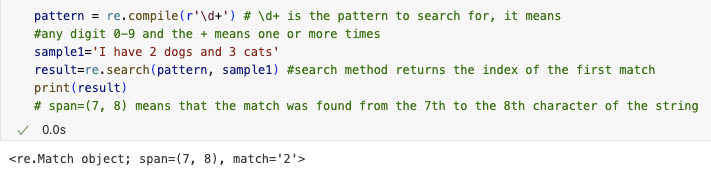 pattern = re.compile(r'\d+') # \d+ is the pattern to search for, it means
#any digit 0-9 and the + means one or more times
sample1='I have 2 dogs and 3 cats'
result=re.search(pattern, sample1) #search method returns the index of the first match
print(result)
# span=(7, 8) means that the match was found from the 7th to the 8th character of the string
✓ 0.0s
<re.Match object; span=(7, 8), match='2'>